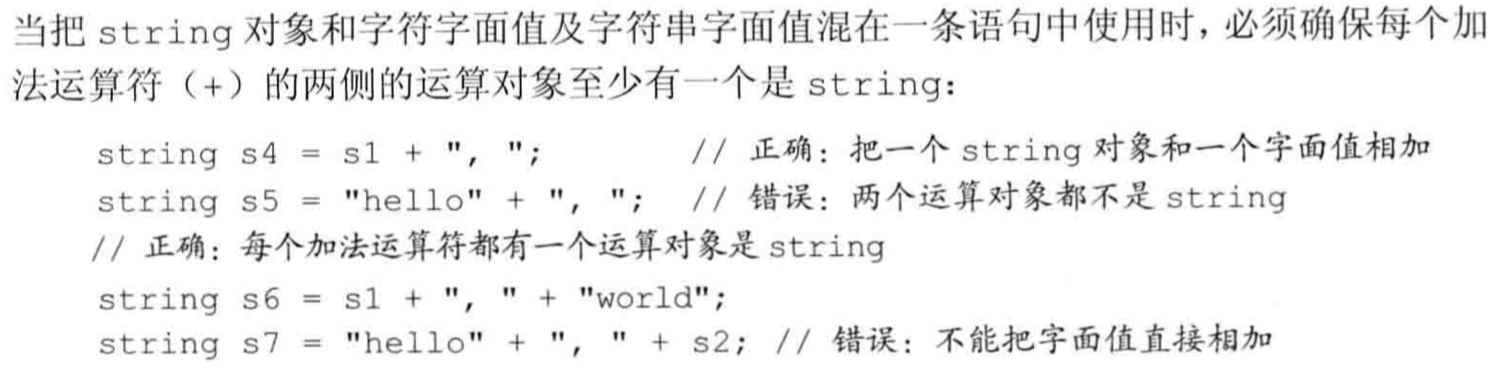 当把 string 对象和字符字面值及字符串字面值混在一条语句中使用时，必须确保每个加
法运算符（+）的两侧的运算对象至少有一个是 string：
string s4 = s1 + ", ";          // 正确：把一个 string 对象和一个字面值相加
string s5 = "hello" + ", ";   // 错误：两个运算对象都不是 string
// 正确：每个加法运算符都有一个运算对象是 string
string s6 = s1 + ", " + "world";
string s7 = "hello" + ", " + s2; // 错误：不能把字面值直接相加